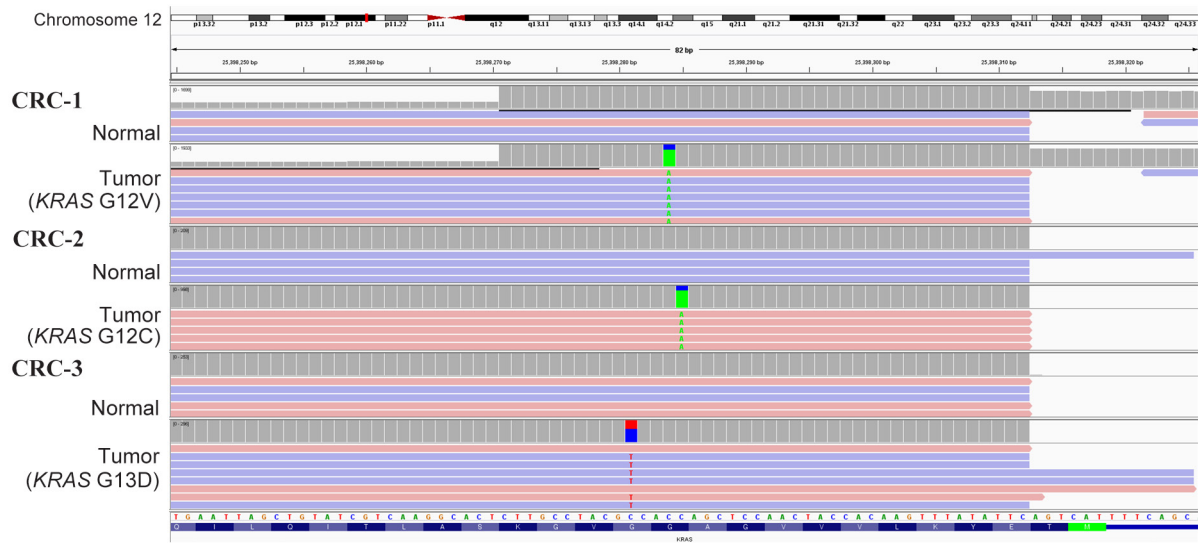 Chromosome 12
p13.32 p13.2 p12.3 p12.2 p12.1 p11.22 p11.1 q12 q13.11 q13.13 q13.3 q14.1 q14.2 q15 q21.1 q21.2 q21.31 q21.32 q22 q23.1 q23.2 q23.3 q24.11 q24.21 q24.23 q24.31 q24.32 q24.33
82 bp
25,398,250 bp 25,398,260 bp 25,398,270 bp 25,398,280 bp 25,398,290 bp 25,398,300 bp 25,398,310 bp 25,398,320 bp
CRC-1
Normal
Tumor
(KRAS G12V)
A
A
A
A
A
A
CRC-2
Normal
Tumor
(KRAS G12C)
A
A
A
A
CRC-3
Normal
Tumor
(KRAS G13D)
T
T
T
T
T
T
T G A A T T A G C T G T A T C G T C A A G G C A C T C T T G C C T A C G C C A C C A G C T C C A A C T A C C A C A A G T T T A T A T T C A G T C A T T T T C A G C
Q I L Q I T L A S K G V G G A G V V V L K Y E T M
KRAS